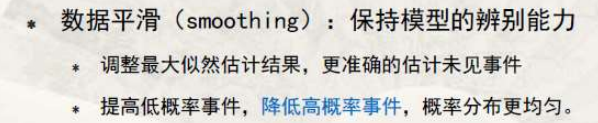 * 数据平滑（smoothing）：保持模型的辨别能力
* 调整最大似然估计结果，更准确的估计未见事件
* 提高低概率事件，降低高概率事件，概率分布更均匀。